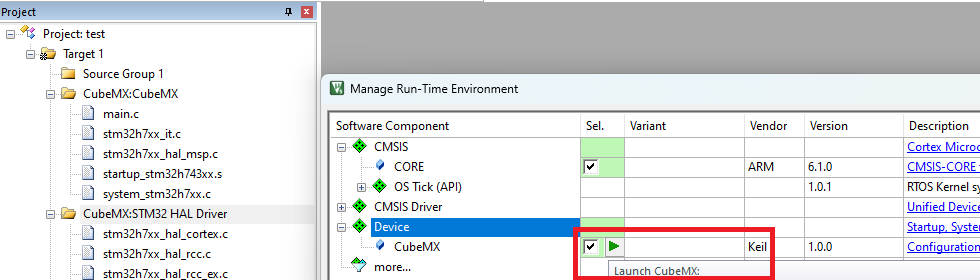 Project
Project: test
Target 1
Source Group 1
CubeMX:CubeMX
main.c
stm32h7xx_it.c
stm32h7xx_hal_msp.c
startup_stm32h743xx.s
system_stm32h7xx.c
CubeMX:STM32 HAL Driver
stm32h7xx_hal_cortex.c
stm32h7xx_hal_rcc.c
stm32h7xx_hal_rcc_ex.c
Manage Run-Time Environment
Software Component Sel. Variant Vendor Version Description
CMSIS Cortex Microc
CORE ARM 6.1.0 CMSIS-CORE
OS Tick (API) 1.0.1 RTOS Kernel sy
CMSIS Driver Unified Device
Device Startup, System
CubeMX Keil 1.0.0 Configuration
more...
Launch CubeMX: